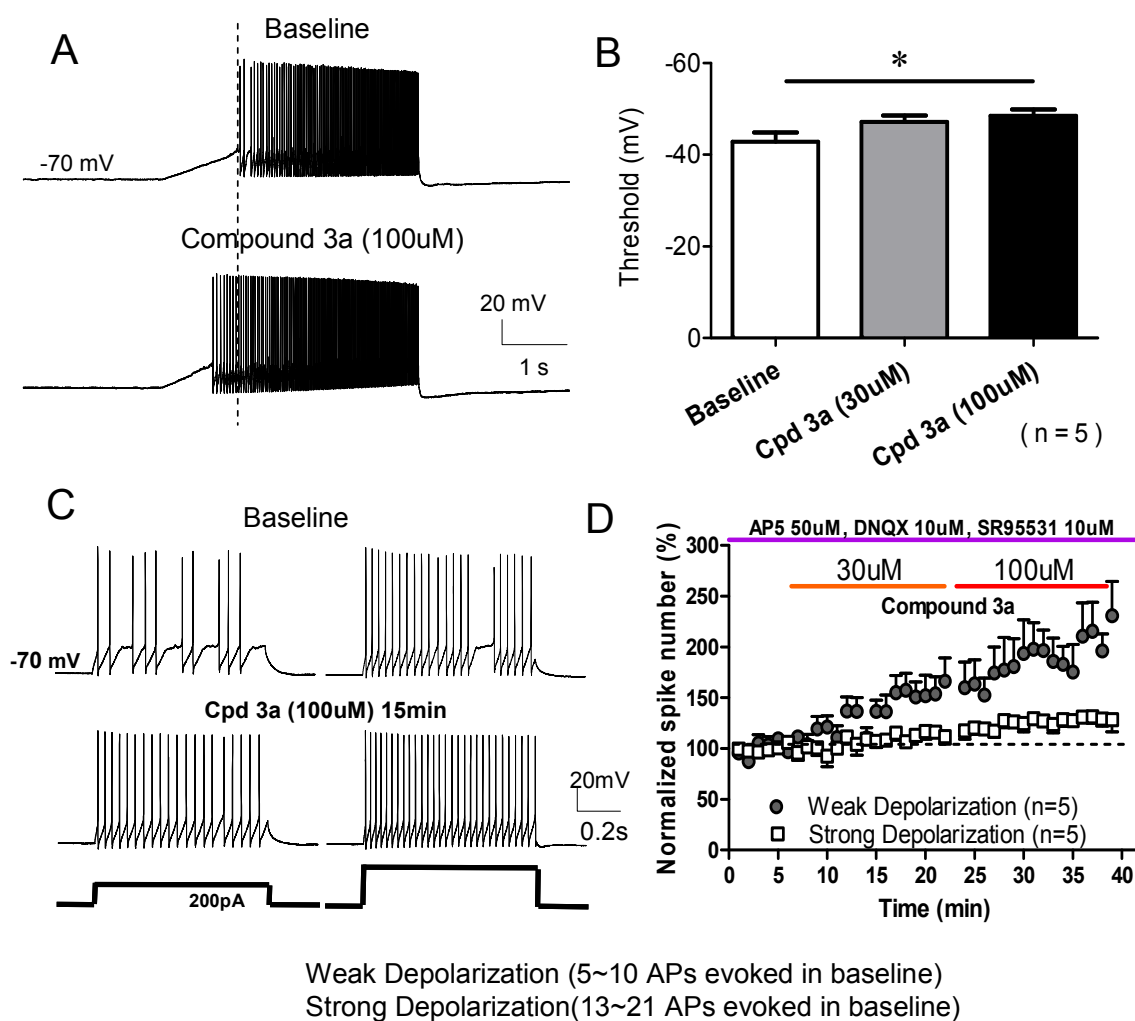 A
Baseline
-70 mV
Compound 3a (100uM)
20 mV
1 s
B
*
-60
-40
-20
0
Threshold (mV)
Baseline
Cpd 3a (30uM)
Cpd 3a (100uM)
( n = 5 )
C
Baseline
-70 mV
Cpd 3a (100uM) 15min
20mV
0.2s
200pA
D
AP5 50uM, DNQX 10uM, SR95531 10uM
30uM
100uM
Compound 3a
300
250
200
150
100
50
0
Normalized spike number (%)
Weak Depolarization (n=5)
Strong Depolarization (n=5)
0 5 10 15 20 25 30 35 40
Time (min)
Weak Depolarization (5~10 APs evoked in baseline)
Strong Depolarization(13~21 APs evoked in baseline)